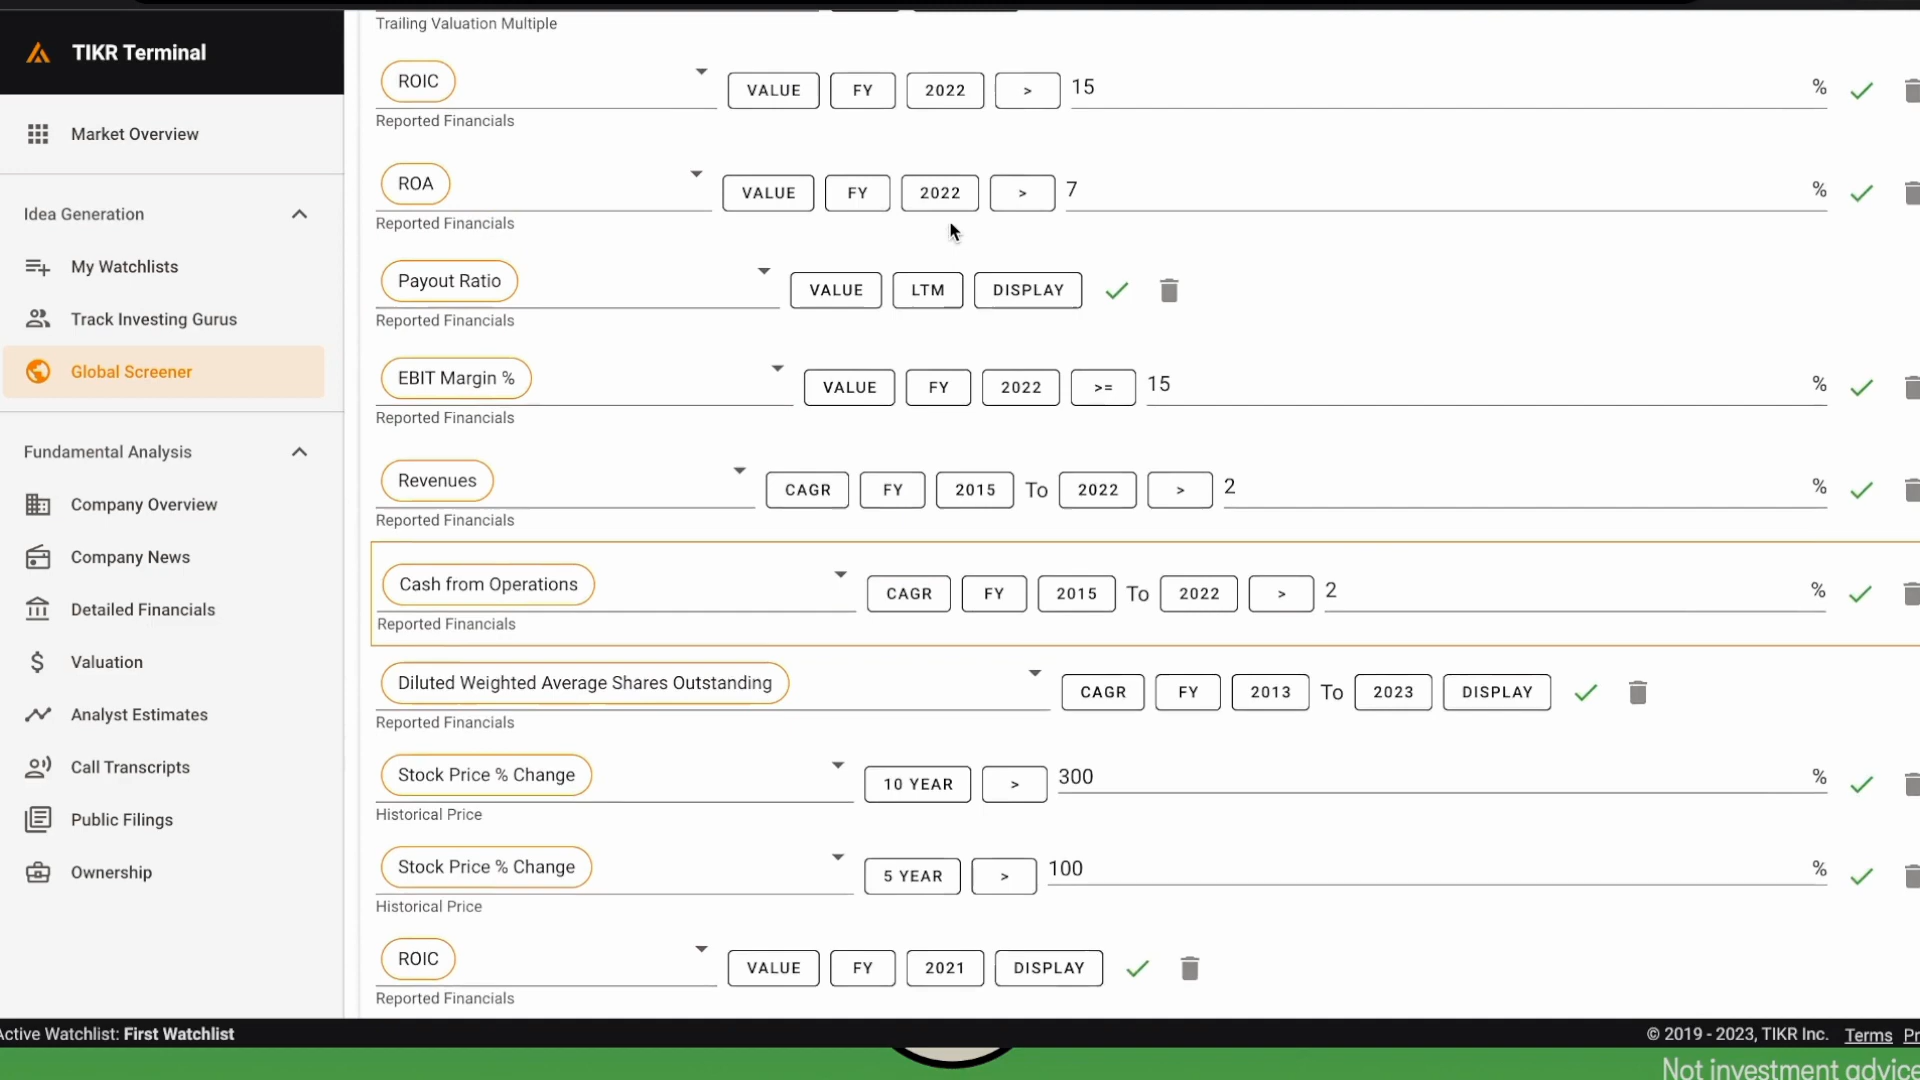 TIKR Terminal
Market Overview
Idea Generation
My Watchlists
Track Investing Gurus
Global Screener
Fundamental Analysis
Company Overview
Company News
Detailed Financials
Valuation
Analyst Estimates
Call Transcripts
Public Filings
Ownership
Trailing Valuation Multiple
ROIC VALUE FY 2022 > 15 %
Reported Financials
ROA VALUE FY 2022 > 7 %
Reported Financials
Payout Ratio VALUE LTM DISPLAY
Reported Financials
EBIT Margin % VALUE FY 2022 >= 15 %
Reported Financials
Revenues CAGR FY 2015 To 2022 > 2 %
Reported Financials
Cash from Operations CAGR FY 2015 To 2022 > 2 %
Reported Financials
Diluted Weighted Average Shares Outstanding CAGR FY 2013 To 2023 DISPLAY
Reported Financials
Stock Price % Change 10 YEAR > 300 %
Historical Price
Stock Price % Change 5 YEAR > 100 %
Historical Price
ROIC VALUE FY 2021 DISPLAY
Reported Financials
Active Watchlist: First Watchlist
© 2019 - 2023, TIKR Inc. Terms Pr
Not investment advice